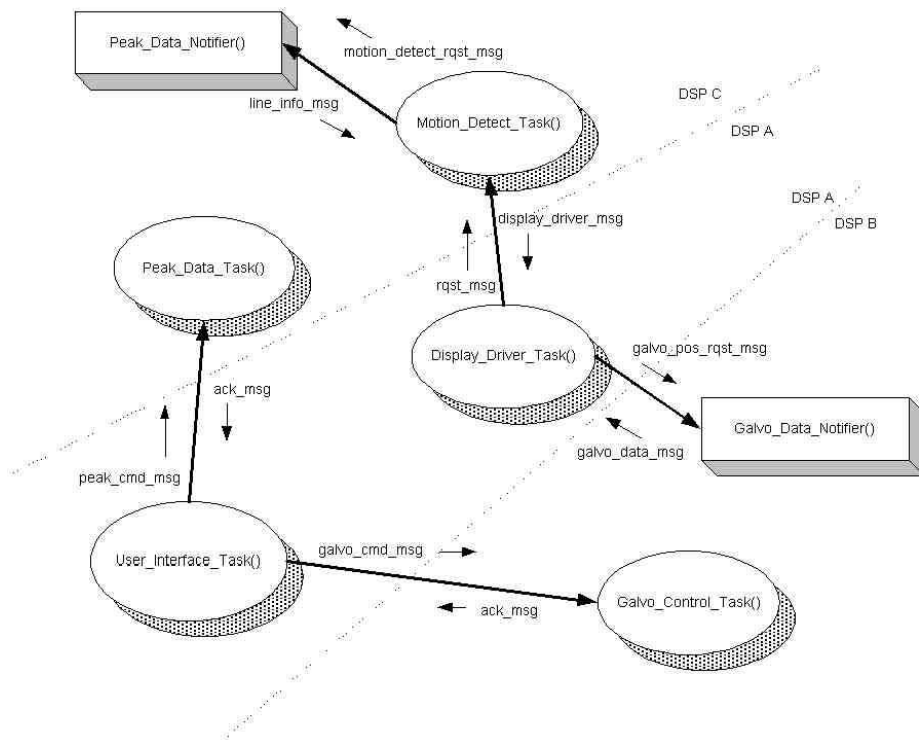 Peak_Data_Notifier()
motion_detect_rqst_msg
line_info_msg
Motion_Detect_Task()
DSP C
DSP A
DSP A
DSP B
display_driver_msg
rqst_msg
Peak_Data_Task()
Display_Driver_Task()
galvo_pos_rqst_msg
ack_msg
Galvo_Data_Notifier()
galvo_data_msg
peak_cmd_msg
User_Interface_Task()
galvo_cmd_msg
ack_msg
Galvo_Control_Task()